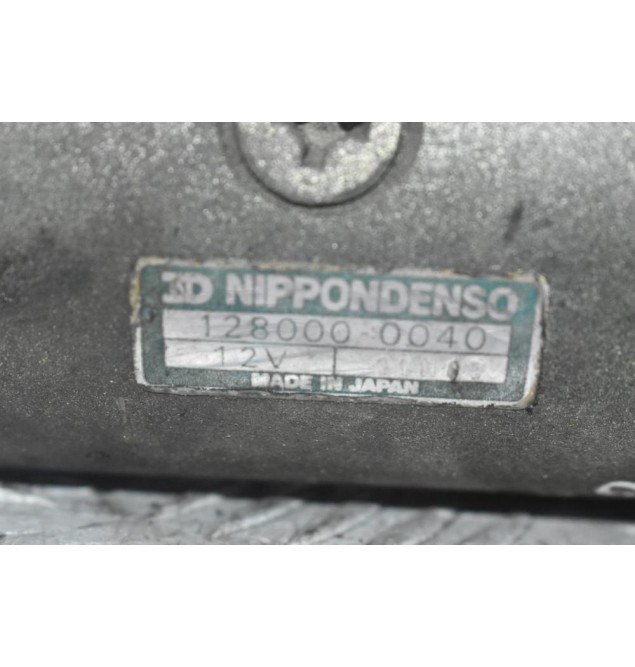 ND NIPPONDENSO
128000 0040
12V
MADE IN JAPAN